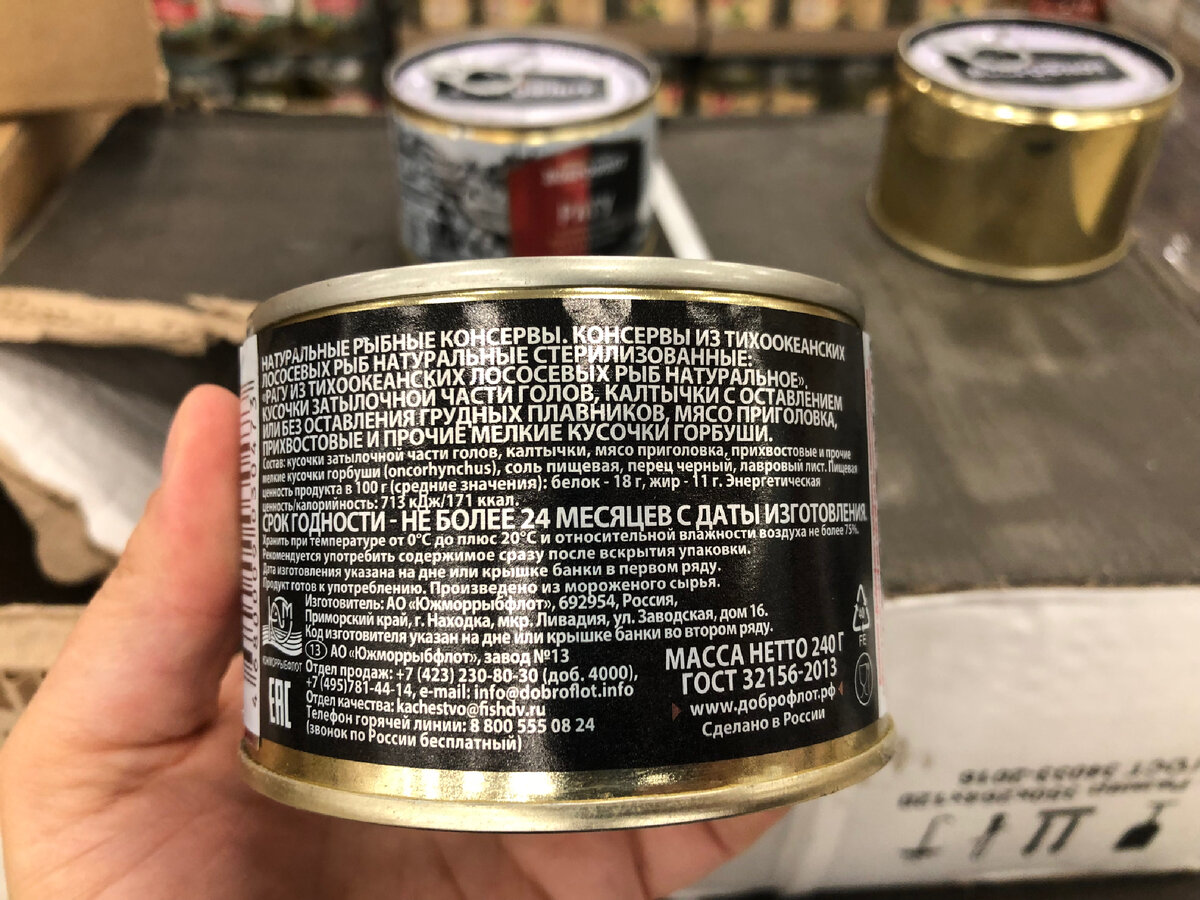 РАГУ
НАТУРАЛЬНЫЕ РЫБНЫЕ КОНСЕРВЫ. КОНСЕРВЫ ИЗ ТИХООКЕАНСКИХ
ЛОСОСЕВЫХ РЫБ НАТУРАЛЬНЫЕ СТЕРИЛИЗОВАННЫЕ:
«РАГУ ИЗ ТИХООКЕАНСКИХ ЛОСОСЕВЫХ РЫБ НАТУРАЛЬНОЕ».
КУСОЧКИ ЗАТЫЛОЧНОЙ ЧАСТИ ГОЛОВ, КАЛТЫЧКИ С ОСТАВЛЕНИЕМ
ИЛИ БЕЗ ОСТАВЛЕНИЯ ГРУДНЫХ ПЛАВНИКОВ, МЯСО ПРИГОЛОВКА,
ПРИХВОСТОВЫЕ И ПРОЧИЕ МЕЛКИЕ КУСОЧКИ ГОРБУШИ.
Состав: кусочки затылочной части голов, калтычки, мясо приголовка, прихвостовые и прочие
мелкие кусочки горбуши (oncorhynchus), соль пищевая, перец черный, лавровый лист. Пищевая
ценность продукта в 100 г (средние значения): белок - 18 г, жир - 11 г. Энергетическая
ценность/калорийность: 713 кДж/171 ккал.
СРОК ГОДНОСТИ - НЕ БОЛЕЕ 24 МЕСЯЦЕВ С ДАТЫ ИЗГОТОВЛЕНИЯ.
Хранить при температуре от 0°С до плюс 20°С и относительной влажности воздуха не более 75%.
Рекомендуется употребить содержимое сразу после вскрытия упаковки.
Дата изготовления указана на дне или крышке банки в первом ряду.
Продукт готов к употреблению. Произведено из мороженого сырья.
Изготовитель: АО «Южморрыбфлот», 692954, Россия,
Приморский край, г. Находка, мкр. Ливадия, ул. Заводская, дом 16.
Код изготовителя указан на дне или крышке банки во втором ряду.
13 АО «Южморрыбфлот», завод №13
ЮЖМОРРЫБФЛОТ
Отдел продаж: +7 (423) 230-80-30 (доб. 4000),
+7 (495)781-44-14, e-mail: info@dobroflot.info
Отдел качества: kachestvo@fishdv.ru
Телефон горячей линии: 8 800 555 08 24
(звонок по России бесплатный)
EAC
МАССА НЕТТО 240 Г
ГОСТ 32156-2013
www.доброфлот.рф
Сделано в России
FE